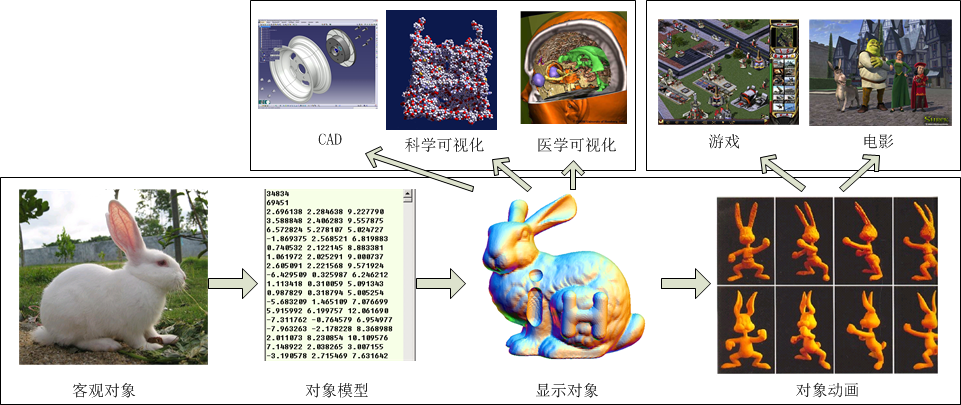 CAD
科学可视化
医学可视化
游戏
电影
34834
69451
2.696138 2.284638 9.227790
3.588848 2.406283 9.557875
6.572824 5.278107 5.024727
-1.869375 2.568521 6.819883
0.740532 2.122145 8.883381
1.061972 2.025291 9.000737
2.605091 2.221568 9.571924
-6.429509 0.325987 6.246212
1.113418 0.310059 5.091343
0.987829 0.318794 5.005254
-5.683209 1.465109 7.076699
5.915992 6.199757 12.061690
-7.311762 -0.764579 6.954977
-7.963263 -2.178228 8.368988
2.011073 8.230854 10.109576
7.148922 2.038265 3.007155
-3.190578 2.715469 7.631642
H
客观对象
对象模型
显示对象
对象动画